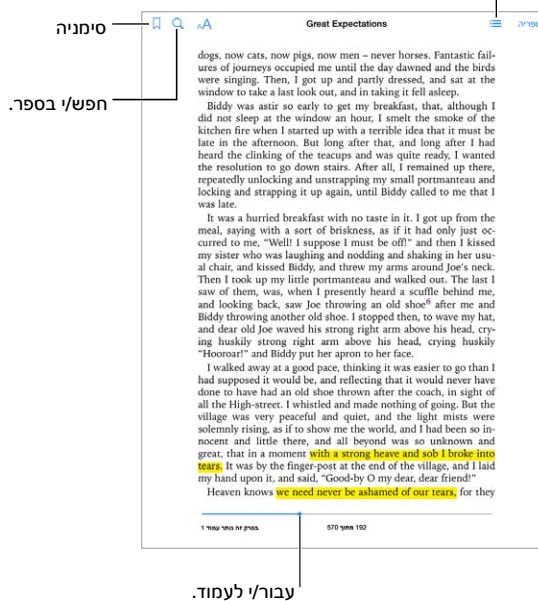 AA Great Expectations ספריה
סימניה
חפש/י בספר.
dogs, now cats, now pigs, now men – never horses. Fantastic fail-
ures of journeys occupied me until the day dawned and the birds
were singing. Then, I got up and partly dressed, and sat at the
window to take a last look out, and in taking it fell asleep.
Biddy was astir so early to get my breakfast, that, although I
did not sleep at the window an hour, I smelt the smoke of the
kitchen fire when I started up with a terrible idea that it must be
late in the afternoon. But long after that, and long after I had
heard the clinking of the teacups and was quite ready, I wanted
the resolution to go down stairs. After all, I remained up there,
repeatedly unlocking and unstrapping my small portmanteau and
locking and strapping it up again, until Biddy called to me that I
was late.
It was a hurried breakfast with no taste in it. I got up from the
meal, saying with a sort of briskness, as if it had only just oc-
curred to me, “Well! I suppose I must be off!” and then I kissed
my sister who was laughing and nodding and shaking in her usu-
al chair, and kissed Biddy, and threw my arms around Joe’s neck.
Then I took up my little portmanteau and walked out. The last I
saw of them, was, when I presently heard a scuffle behind me,
and looking back, saw Joe throwing an old shoe6 after me and
Biddy throwing another old shoe. I stopped then, to wave my hat,
and dear old Joe waved his strong right arm above his head, cry-
ing huskily strong right arm above his head, crying huskily
“Hooroar!” and Biddy put her apron to her face.
I walked away at a good pace, thinking it was easier to go than I
had supposed it would be, and reflecting that it would never have
done to have had an old shoe thrown after the coach, in sight of
all the High-street. I whistled and made nothing of going. But the
village was very peaceful and quiet, and the light mists were
solemnly rising, as if to show me the world, and I had been so in-
nocent and little there, and all beyond was so unknown and
great, that in a moment with a strong heave and sob I broke into
tears. It was by the finger-post at the end of the village, and I laid
my hand upon it, and said, “Good-by O my dear, dear friend!”
Heaven knows we need never be ashamed of our tears, for they
192 מתוך 570
בפרק זה נותר עמוד 1
עבור/י לעמוד.